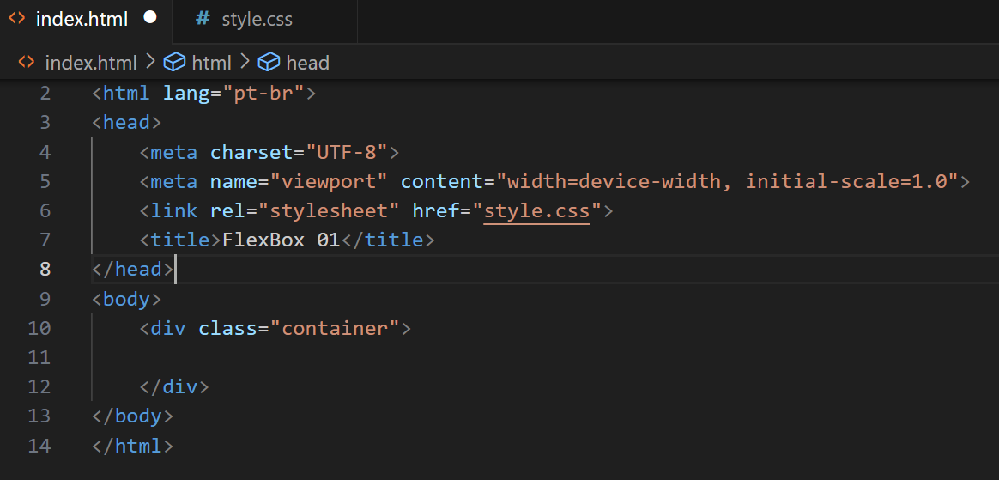 index.html
# style.css
index.html > html > head
2 <html lang="pt-br">
3 <head>
4     <meta charset="UTF-8">
5     <meta name="viewport" content="width=device-width, initial-scale=1.0">
6     <link rel="stylesheet" href="style.css">
7     <title>FlexBox 01</title>
8 </head>
9 <body>
10     <div class="container">
11
12     </div>
13 </body>
14 </html>